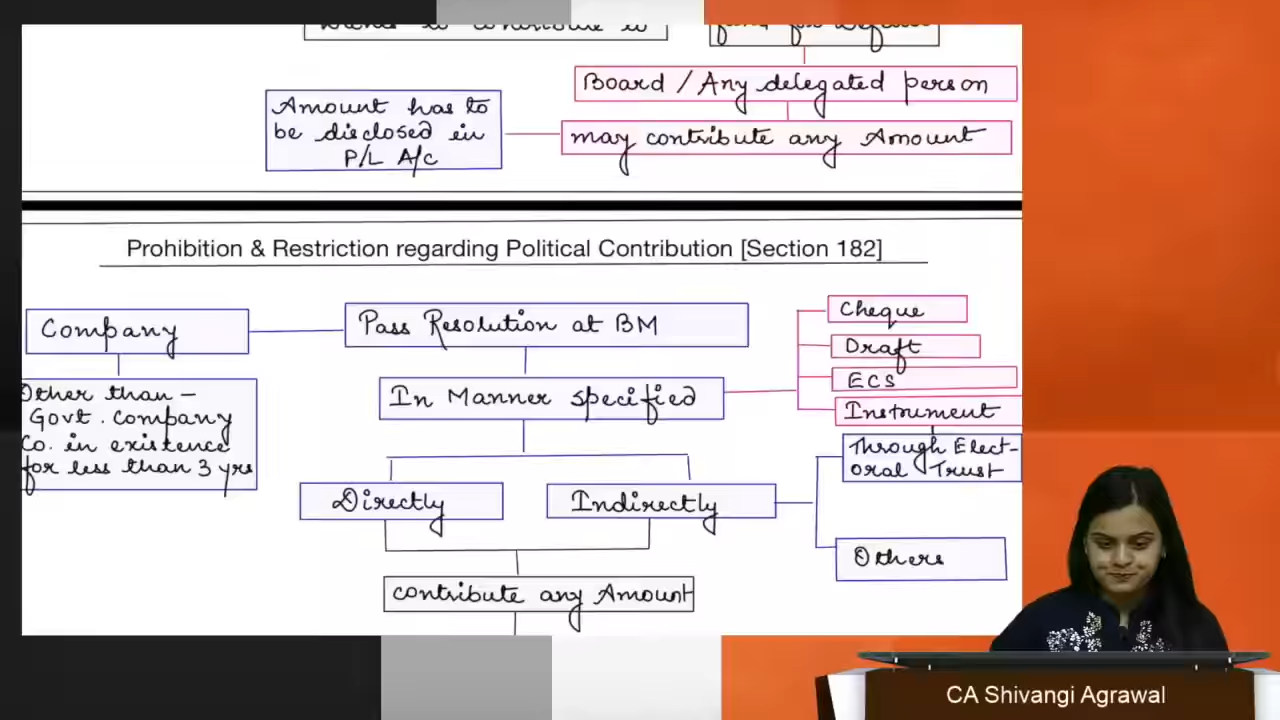 Board / Any delegated person
Amount has to
be disclosed in
P/L A/c
may contribute any Amount
Prohibition & Restriction regarding Political Contribution [Section 182]
Company
Pass Resolution at BM
Cheque
Draft
ECS
Instrument
Other than –
Govt. Company
Co. in existence
for less than 3 yrs
In Manner specified
Through Elect-
oral Trust
Directly
Indirectly
Others
contribute any Amount
CA Shivangi Agrawal